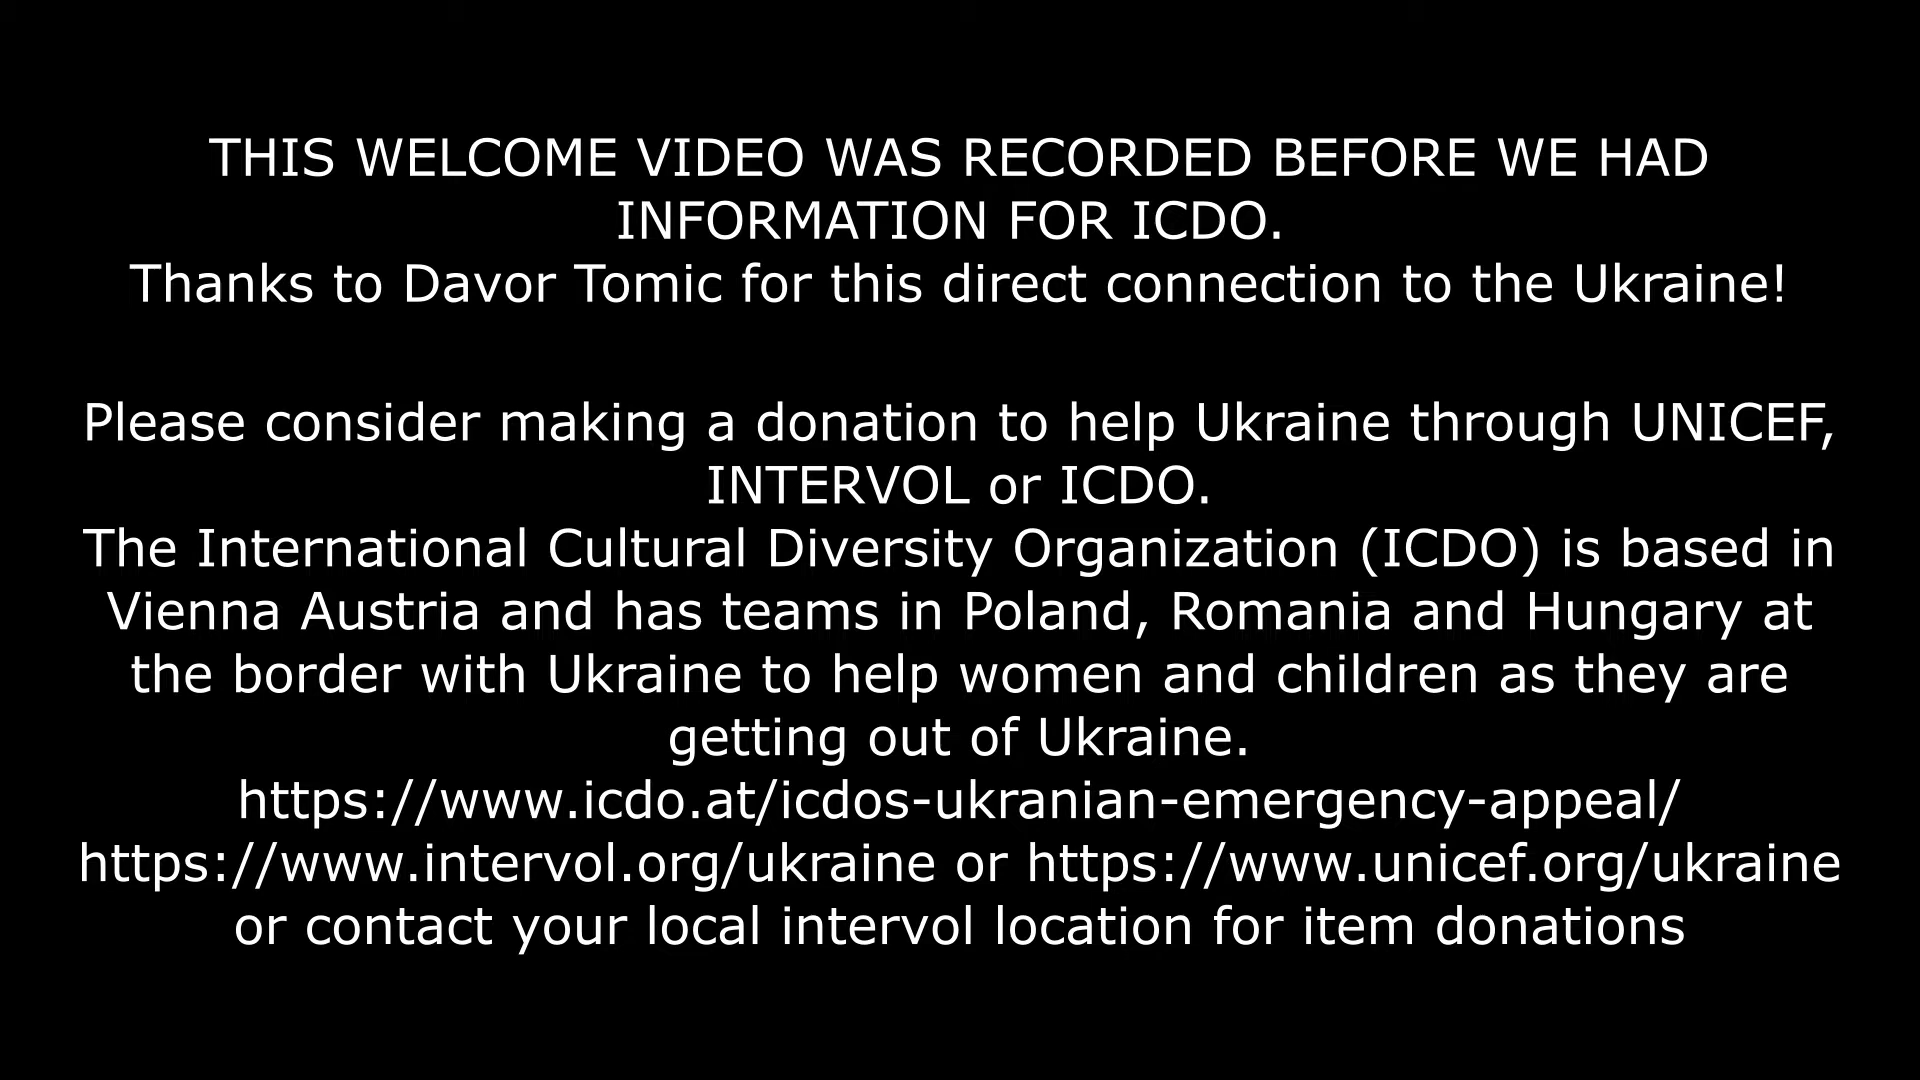 THIS WELCOME VIDEO WAS RECORDED BEFORE WE HAD
INFORMATION FOR ICDO.
Thanks to Davor Tomic for this direct connection to the Ukraine!
Please consider making a donation to help Ukraine through UNICEF,
INTERVOL or ICDO.
The International Cultural Diversity Organization (ICDO) is based in
Vienna Austria and has teams in Poland, Romania and Hungary at
the border with Ukraine to help women and children as they are
getting out of Ukraine.
https://www.icdo.at/icdos-ukranian-emergency-appeal/
https://www.intervol.org/ukraine or https://www.unicef.org/ukraine
or contact your local intervol location for item donations